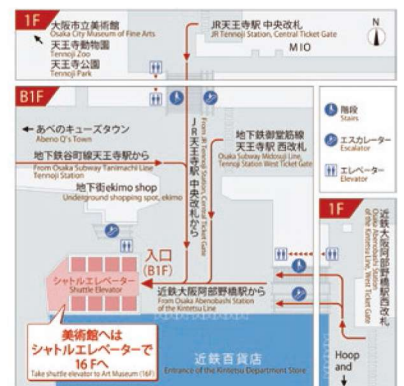 1F
大阪市立美術館
Osaka City Museum of Fine Arts
天王寺動物園
Tennoji Zoo
天王寺公園
Tennoji Park
JR天王寺駅 中央改札
JR Tennoji Station, Central Ticket Gate
MIO
N
B1F
← あべのキューズタウン
Abeno Q's Town
地下鉄谷町線天王寺駅から
From Osaka Subway Tanimachi Line,
Tennoji Station
地下街ekimo shop
Underground shopping spot, ekimo
JR天王寺駅 中央改札から
From JR Tennoji Station, Central Ticket Gate
地下鉄御堂筋線
天王寺駅 西改札
Osaka Subway Midosuji Line,
Tennoji Station West Ticket Gate
階段
Stairs
エスカレーター
Escalator
エレベーター
Elevator
入口
(B1F)
シャトルエレベーター
Shuttle Elevator
近鉄大阪阿部野橋駅から
From Osaka Abenobashi Station
of the Kintetsu Line
美術館へは
シャトルエレベーターで
16Fへ
Take shuttle elevator to Art Museum (16F)
近鉄百貨店
Entrance of the Kintetsu Department Store
1F
近鉄大阪阿部野橋駅西改札
Osaka Abenobashi Station
of the Kintetsu Line, West Ticket Gate
Hoop
and